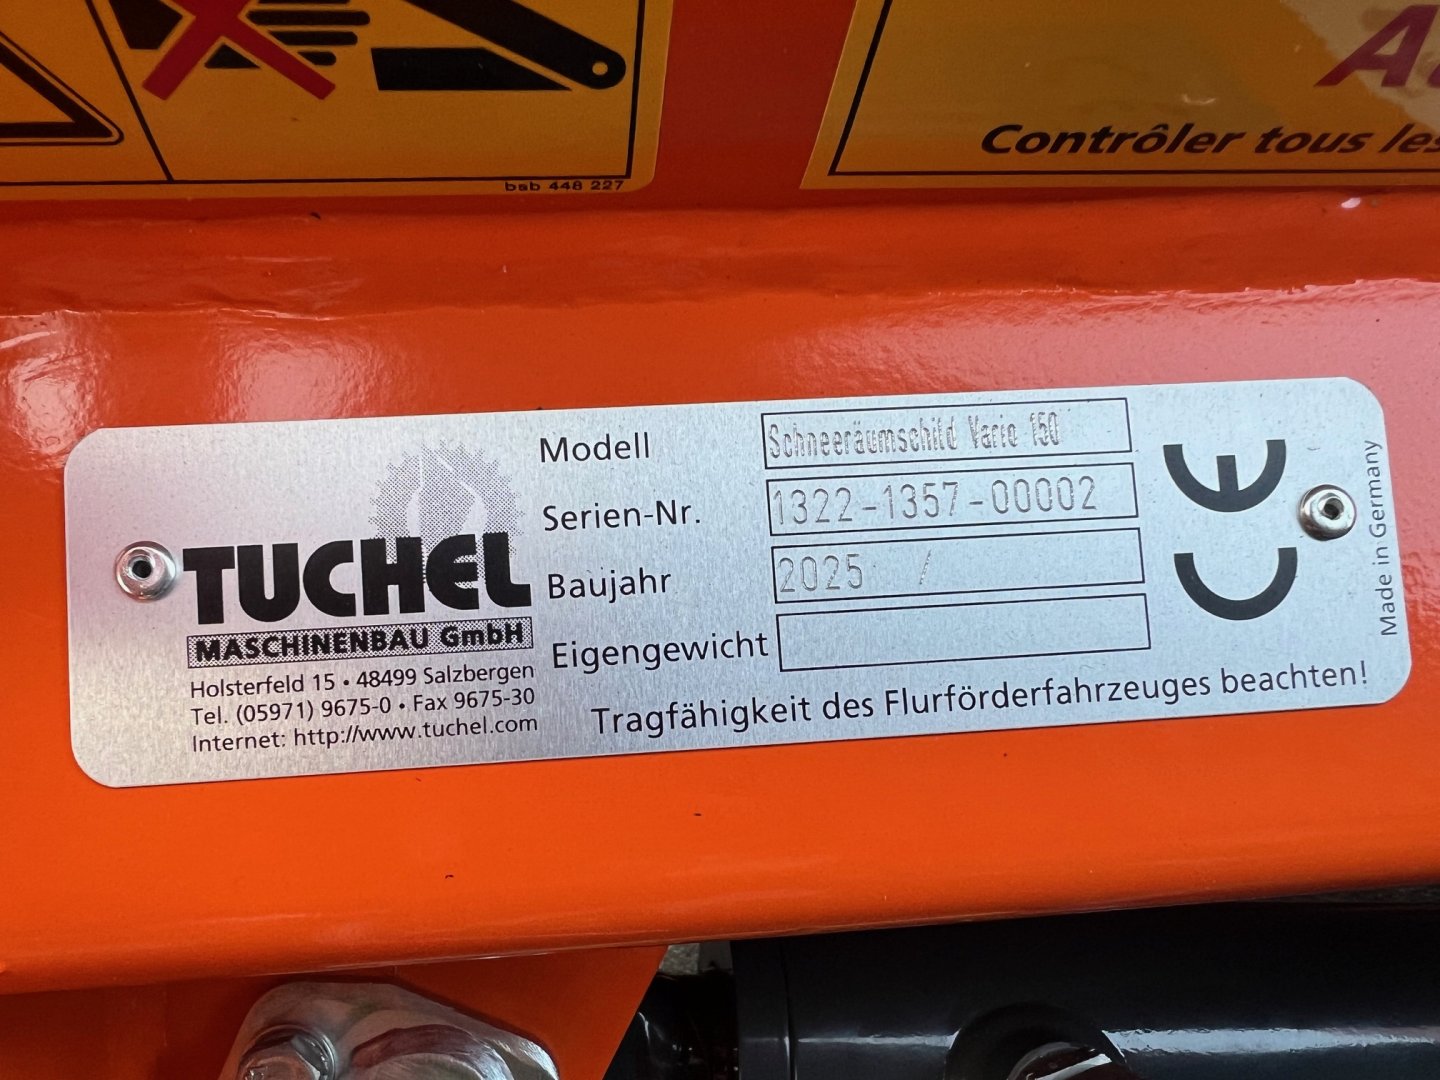 bsb 448 227
Contrôler tous les
TUCHEL
MASCHINENBAU GmbH
Holsterfeld 15 • 48499 Salzbergen
Tel. (05971) 9675-0 • Fax 9675-30
Internet: http://www.tuchel.com
Modell Schneeräumschild Vario 150
Serien-Nr. 1322-1357-00002
Baujahr 2025 /
Eigengewicht
Tragfähigkeit des Flurförderfahrzeuges beachten!
CE
Made in Germany